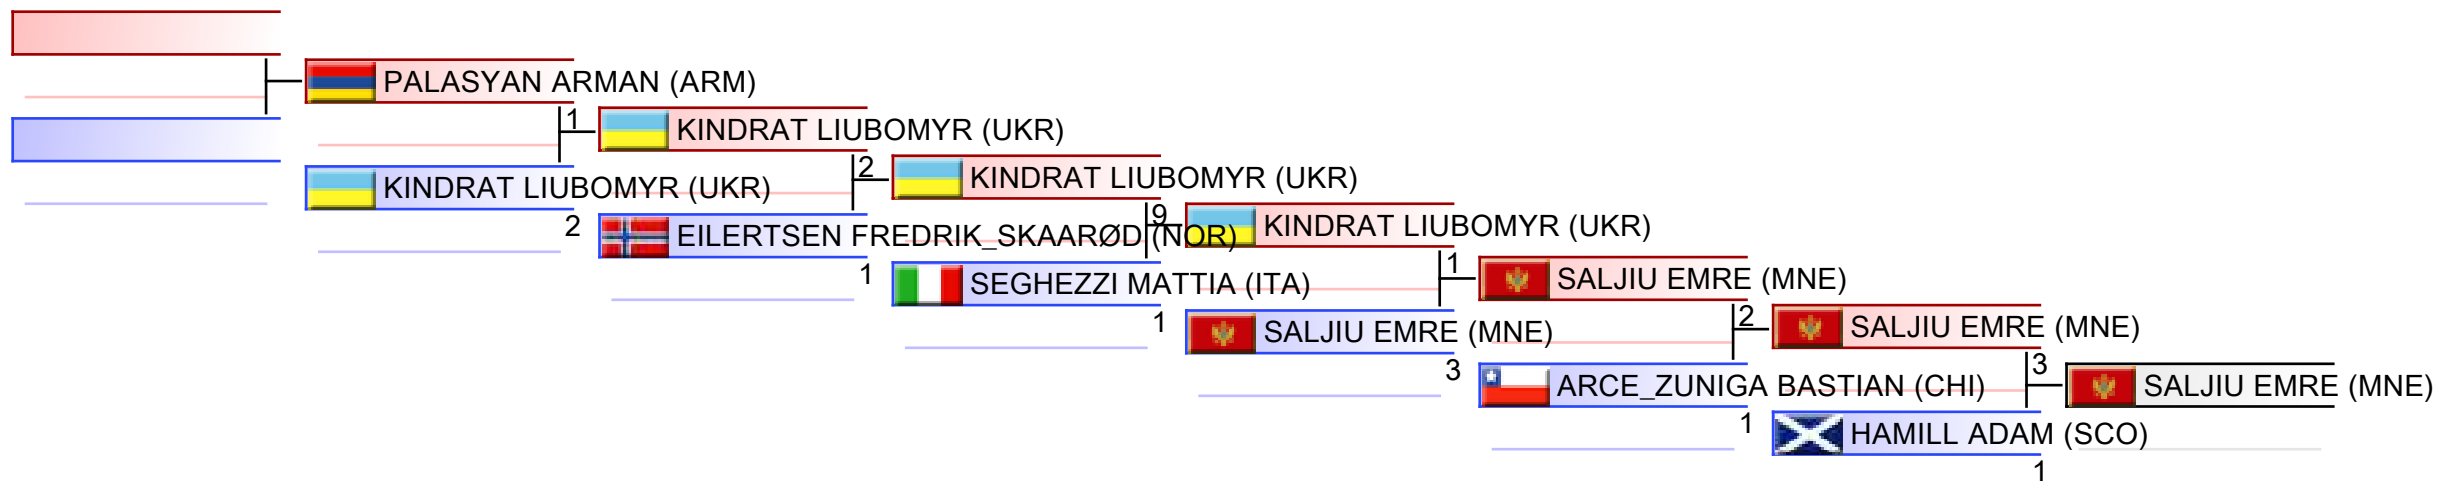 PALASYAN ARMAN (ARM)
1
KINDRAT LIUBOMYR (UKR)
2
KINDRAT LIUBOMYR (UKR)
2
KINDRAT LIUBOMYR (UKR)
9
EILERTSEN FREDRIK_SKAARØD (NOR)
1
KINDRAT LIUBOMYR (UKR)
1
SEGHEZZI MATTIA (ITA)
1
SALJIU EMRE (MNE)
2
SALJIU EMRE (MNE)
3
SALJIU EMRE (MNE)
3
ARCE_ZUNIGA BASTIAN (CHI)
1
SALJIU EMRE (MNE)
HAMILL ADAM (SCO)
1